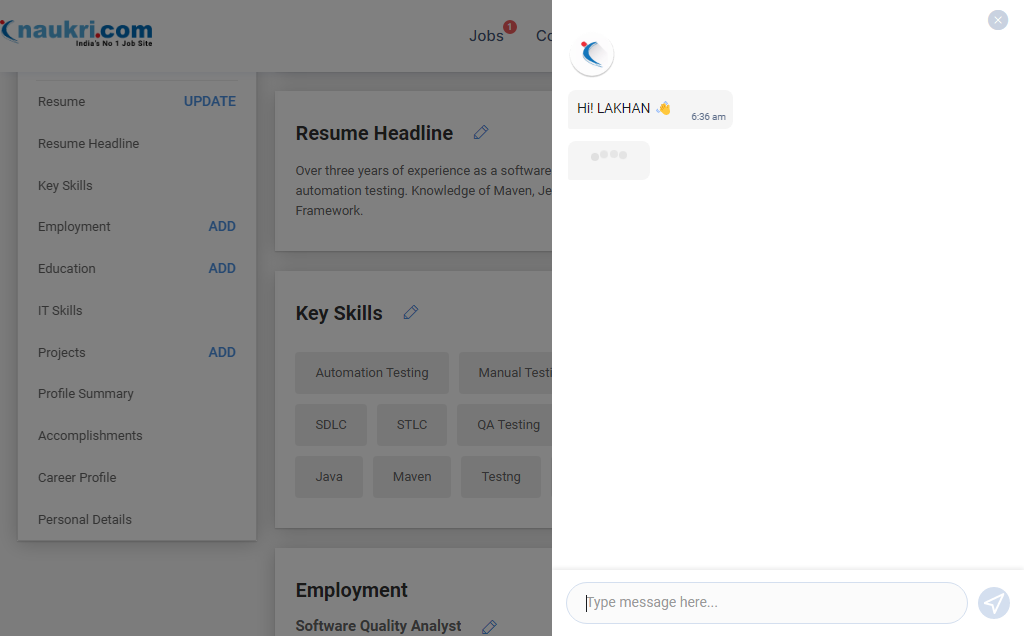 naukri.com
India's No 1 Job Site
Jobs 1 Co
Resume UPDATE
Resume Headline
Key Skills
Employment ADD
Education ADD
IT Skills
Projects ADD
Profile Summary
Accomplishments
Career Profile
Personal Details
Resume Headline
Over three years of experience as a software
automation testing. Knowledge of Maven, Je
Framework.
Key Skills
Automation Testing Manual Testi
SDLC STLC QA Testing
Java Maven Testng
Employment
Software Quality Analyst
Hi! LAKHAN 👋 6:36 am
Type message here...